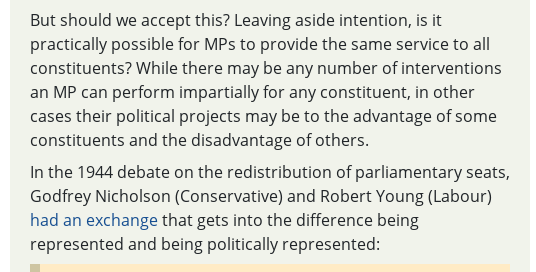 But should we accept this? Leaving aside intention, is it
practically possible for MPs to provide the same service to all
constituents? While there may be any number of interventions
an MP can perform impartially for any constituent, in other
cases their political projects may be to the advantage of some
constituents and the disadvantage of others.
In the 1944 debate on the redistribution of parliamentary seats,
Godfrey Nicholson (Conservative) and Robert Young (Labour)
had an exchange that gets into the difference being
represented and being politically represented: